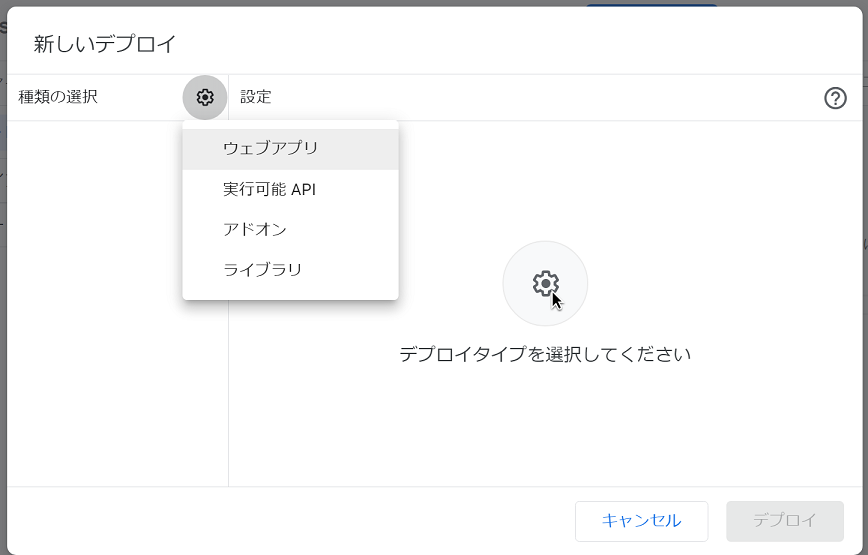 新しいデプロイ
種類の選択
設定
ウェブアプリ
実行可能 API
アドオン
ライブラリ
デプロイタイプを選択してください
キャンセル
デプロイ